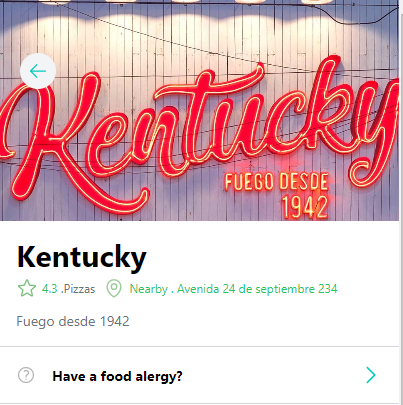 Kentucky
FUEGO DESDE
1942
Kentucky
4.3 .Pizzas Nearby . Avenida 24 de septiembre 234
Fuego desde 1942
Have a food alergy?